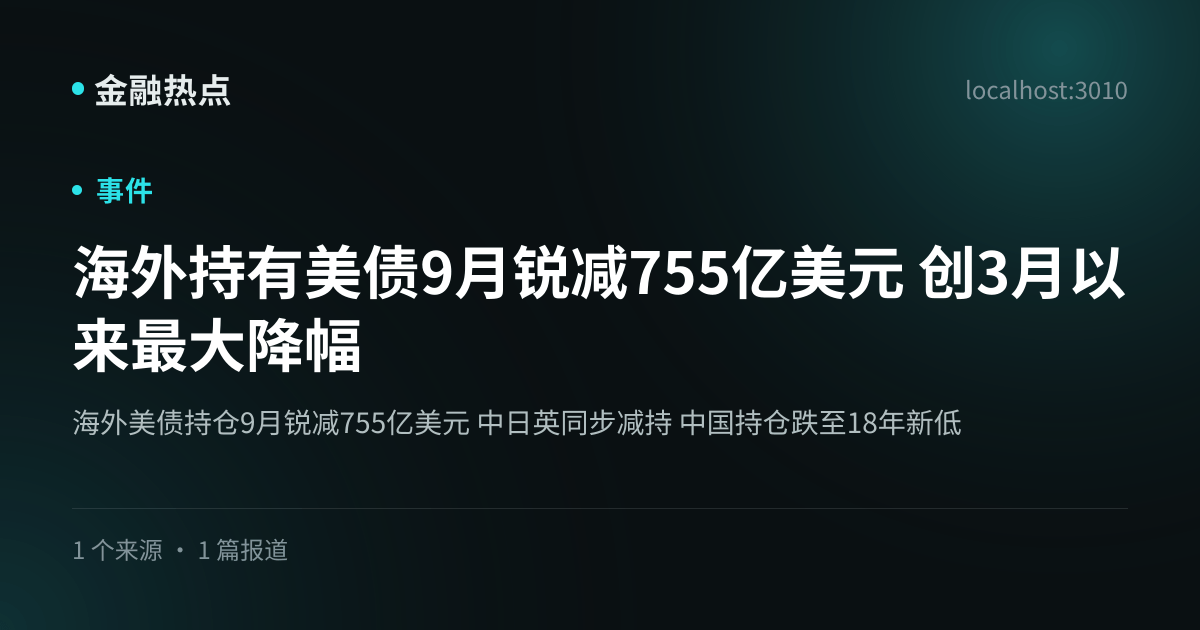 金融热点
localhost:3010
事件
海外持有美债9月锐减755亿美元 创3月以
来最大降幅
海外美债持仓9月锐减755亿美元 中日英同步减持 中国持仓跌至18年新低
1 个来源 · 1 篇报道